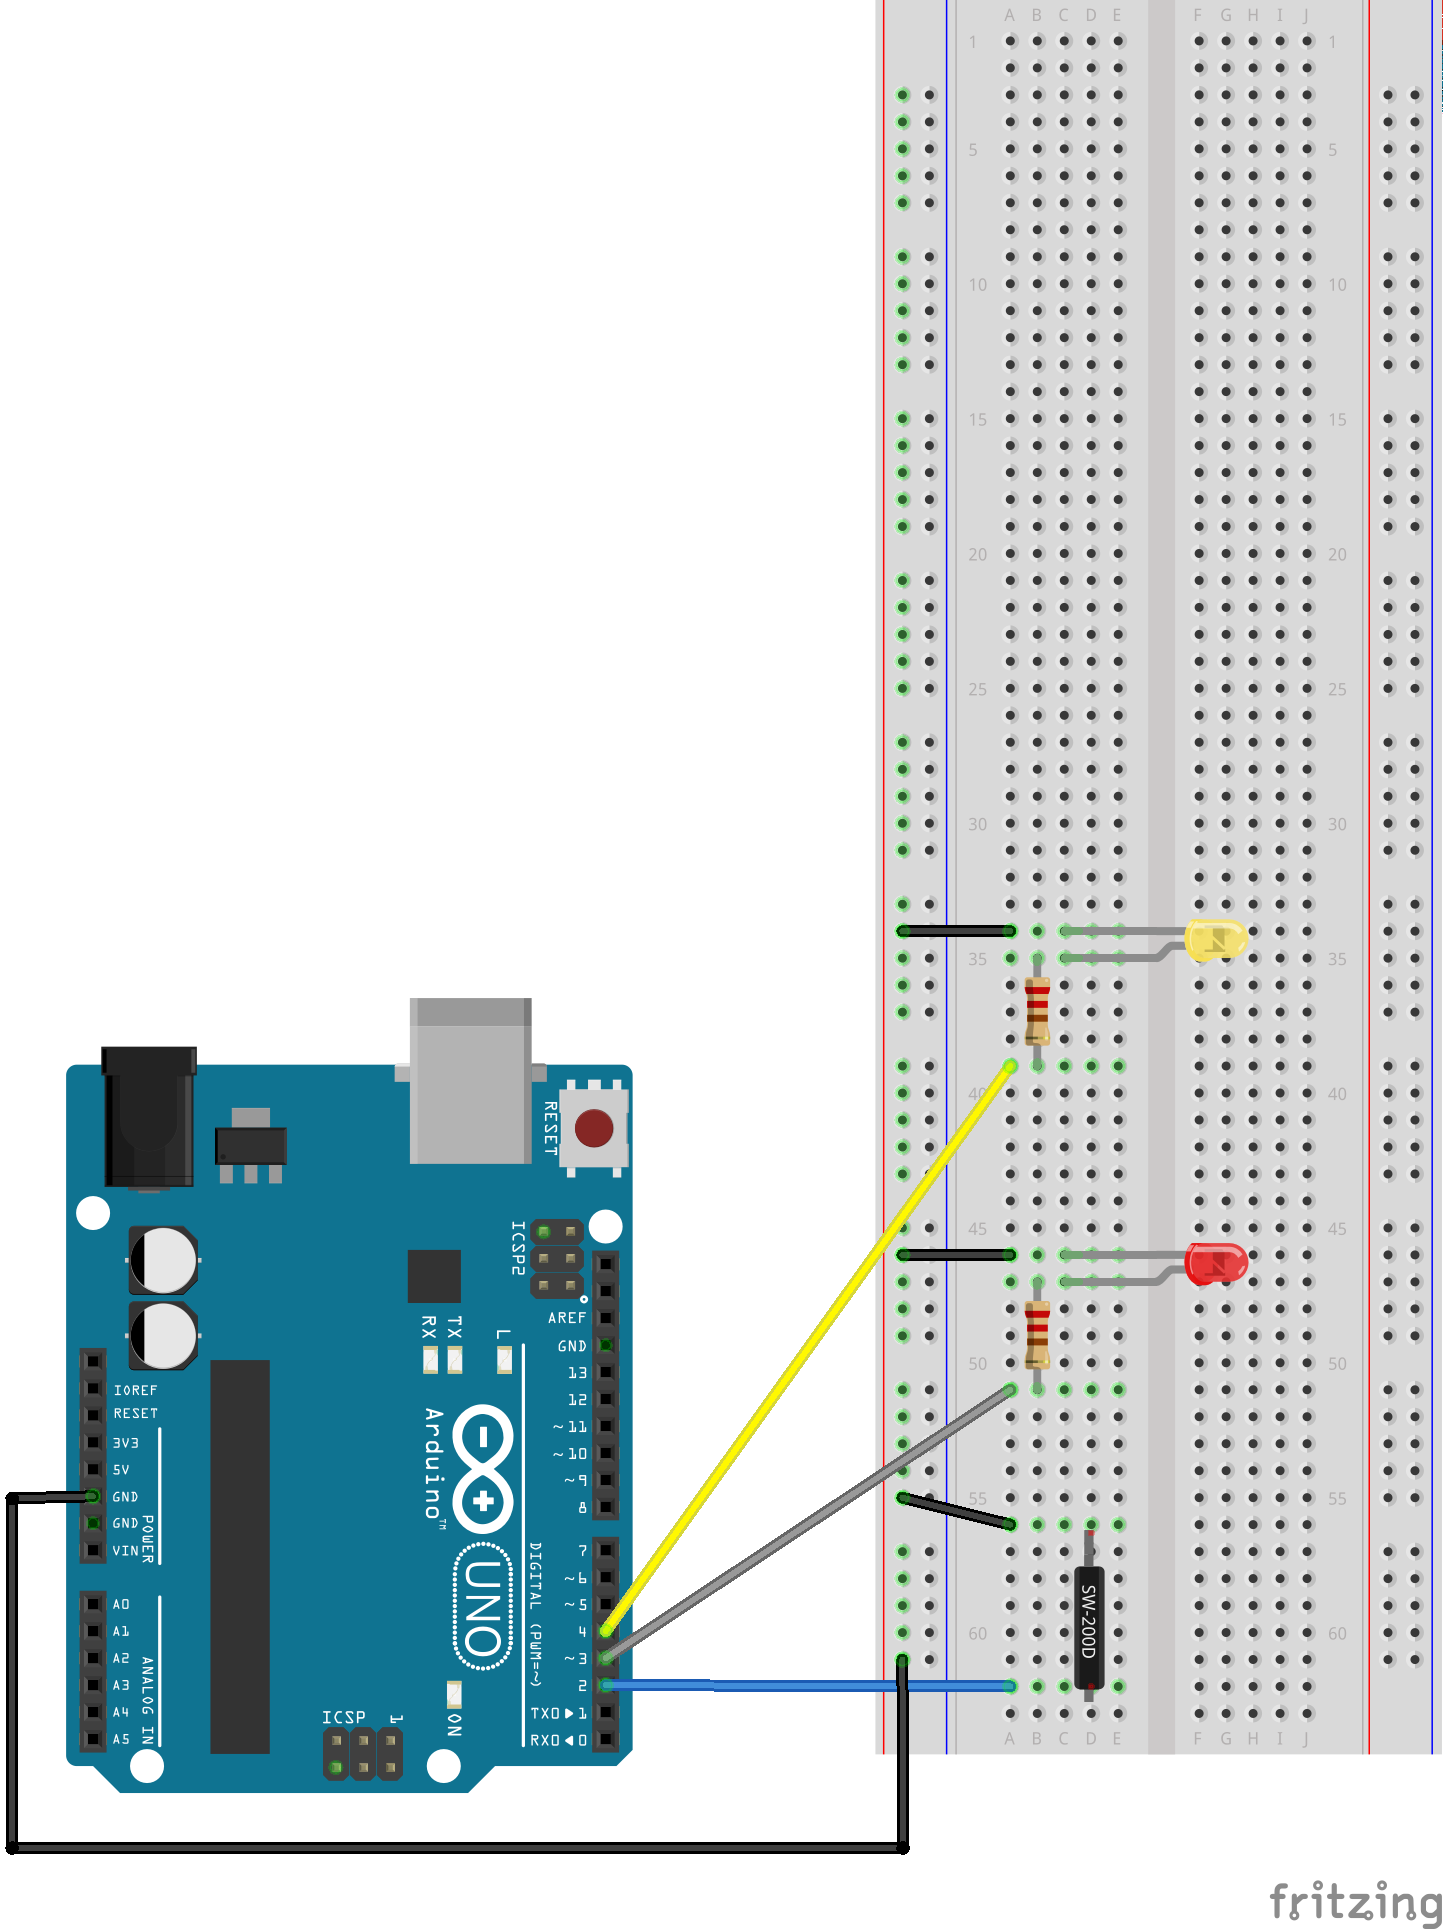 A B C D E F G H I J
1 1
5 5
10 10
15 15
20 20
25 25
30 30
35 35
40 40
45 45
50 50
55 55
60 60
A B C D E F G H I J
SW-200D
RESET
ICSP2
AREF
GND
13
12
~11
~10
~9
8
7
~6
~5
4
~3
2
TX0▶1
RX0◀0
DIGITAL (PWM=~)
RX
TX
L
Arduino™
UNO
ON
ICSP
1
IOREF
RESET
3V3
5V
GND
GND
VIN
POWER
A0
A1
A2
A3
A4
A5
ANALOG IN
fritzing